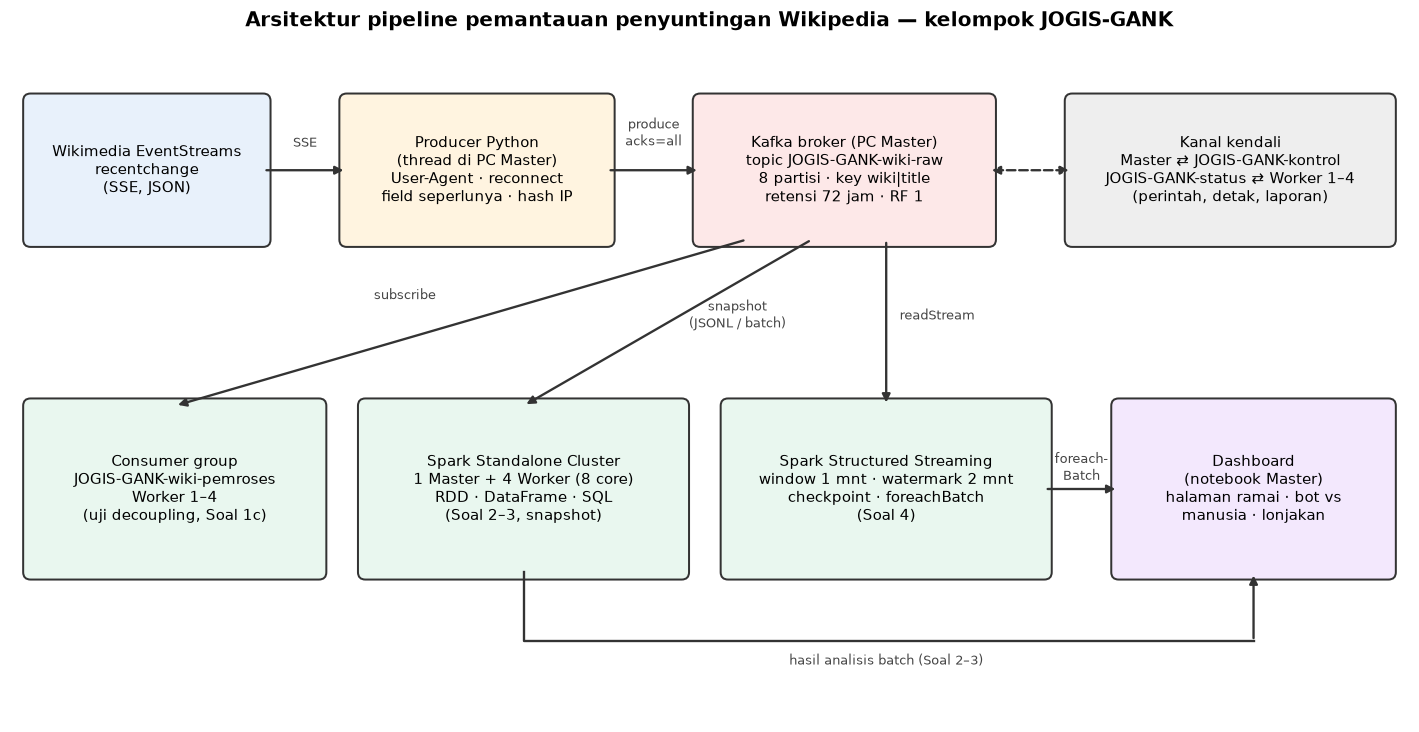 Arsitektur pipeline pemantauan penyuntingan Wikipedia — kelompok JOGIS-GANK
Wikimedia EventStreams
recentchange
(SSE, JSON)
SSE
Producer Python
(thread di PC Master)
User-Agent · reconnect
field seperlunya · hash IP
produce
acks=all
Kafka broker (PC Master)
topic JOGIS-GANK-wiki-raw
8 partisi · key wiki|title
retensi 72 jam · RF 1
Kanal kendali
Master ⇄ JOGIS-GANK-kontrol
JOGIS-GANK-status ⇄ Worker 1–4
(perintah, detak, laporan)
subscribe
snapshot
(JSONL / batch)
readStream
Consumer group
JOGIS-GANK-wiki-pemroses
Worker 1–4
(uji decoupling, Soal 1c)
Spark Standalone Cluster
1 Master + 4 Worker (8 core)
RDD · DataFrame · SQL
(Soal 2–3, snapshot)
Spark Structured Streaming
window 1 mnt · watermark 2 mnt
checkpoint · foreachBatch
(Soal 4)
foreach-
Batch
Dashboard
(notebook Master)
halaman ramai · bot vs
manusia · lonjakan
hasil analisis batch (Soal 2–3)